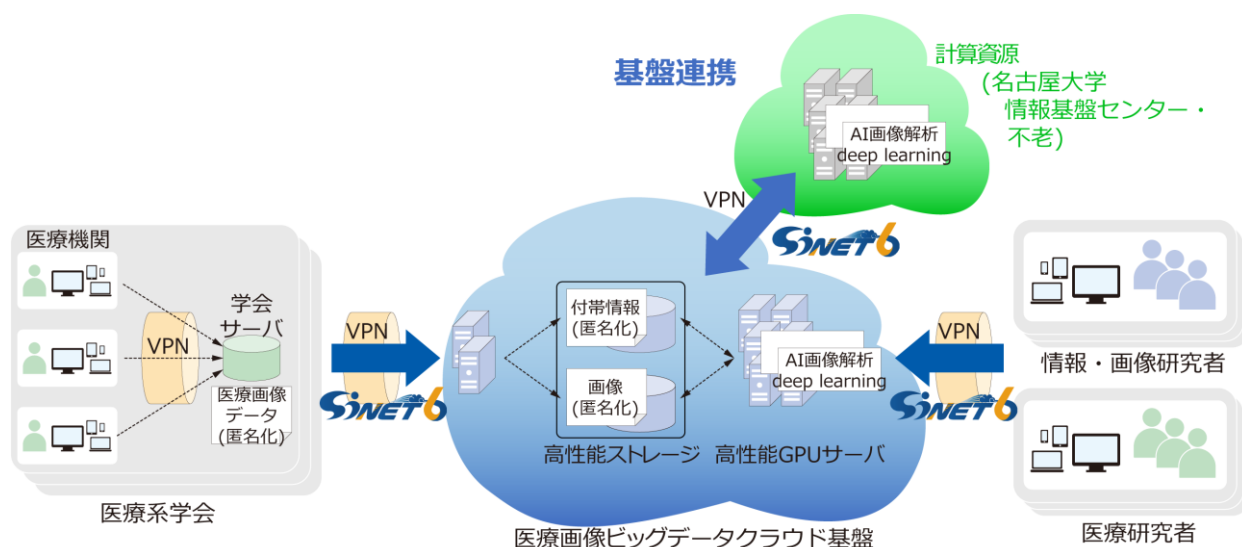 基盤連携
計算資源
(名古屋大学
情報基盤センター・
不老)
AI画像解析
deep learning
VPN
SINET6
医療機関
学会
サーバ
VPN
医療画像
データ
(匿名化)
医療系学会
VPN
SINET6
付帯情報
(匿名化)
画像
(匿名化)
高性能ストレージ
AI画像解析
deep learning
高性能GPUサーバ
医療画像ビッグデータクラウド基盤
VPN
SINET6
情報・画像研究者
医療研究者